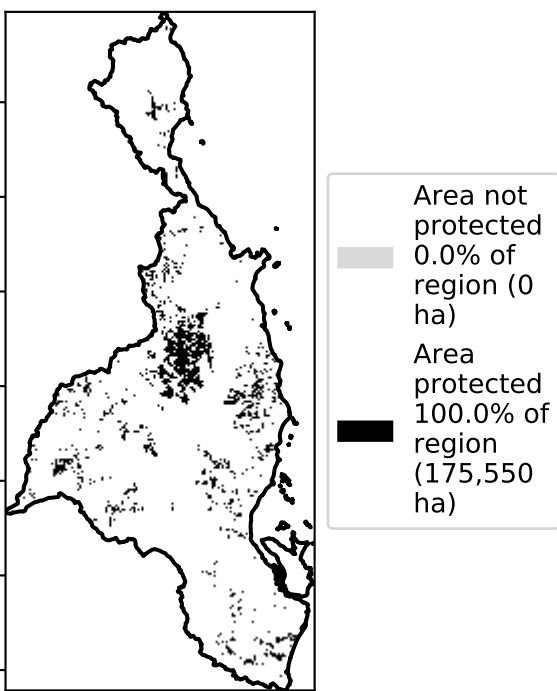 Area not
protected
0.0% of
region (0
ha)
Area
protected
100.0% of
region
(175,550
ha)